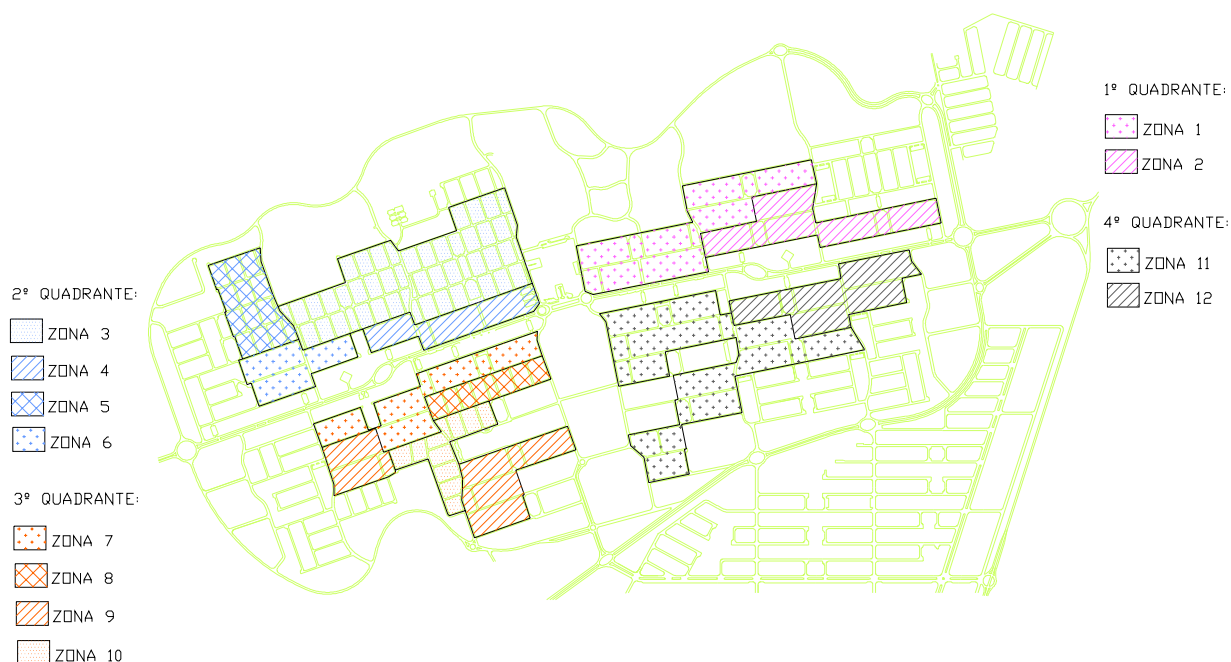 1º QUADRANTE:
ZONA 1
ZONA 2
4º QUADRANTE:
ZONA 11
ZONA 12
2º QUADRANTE:
ZONA 3
ZONA 4
ZONA 5
ZONA 6
3º QUADRANTE:
ZONA 7
ZONA 8
ZONA 9
ZONA 10